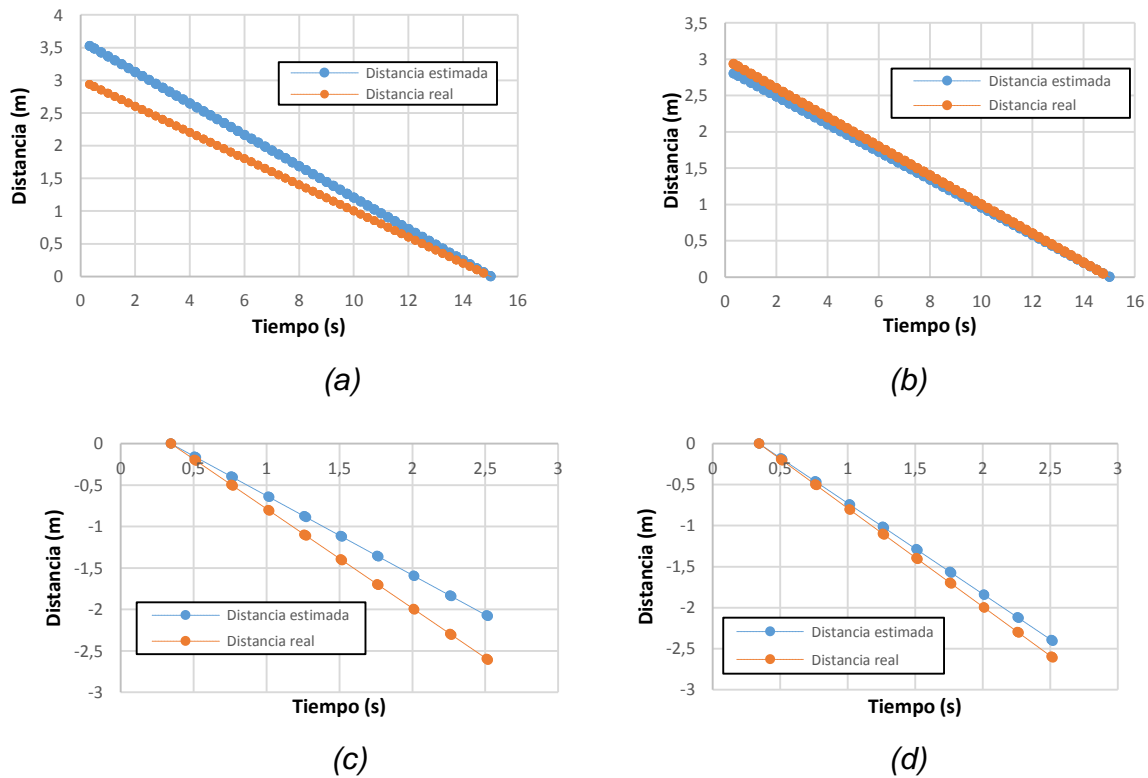 4
3,5
3
2,5
2
1,5
1
0,5
0
Distancia (m)
Distancia estimada
Distancia real
0 2 4 6 8 10 12 14 16
Tiempo (s)
(a)
4
3,5
3
2,5
2
1,5
1
0,5
0
Distancia (m)
Distancia estimada
Distancia real
0 2 4 6 8 10 12 14 16
Tiempo (s)
(b)
0
-0,5
-1
-1,5
-2
-2,5
-3
Distancia (m)
0 0,5 1 1,5 2 2,5 3
Distancia estimada
Distancia real
Tiempo (s)
(c)
0
-0,5
-1
-1,5
-2
-2,5
-3
Distancia (m)
0 0,5 1 1,5 2 2,5 3
Distancia estimada
Distancia real
Tiempo (s)
(d)